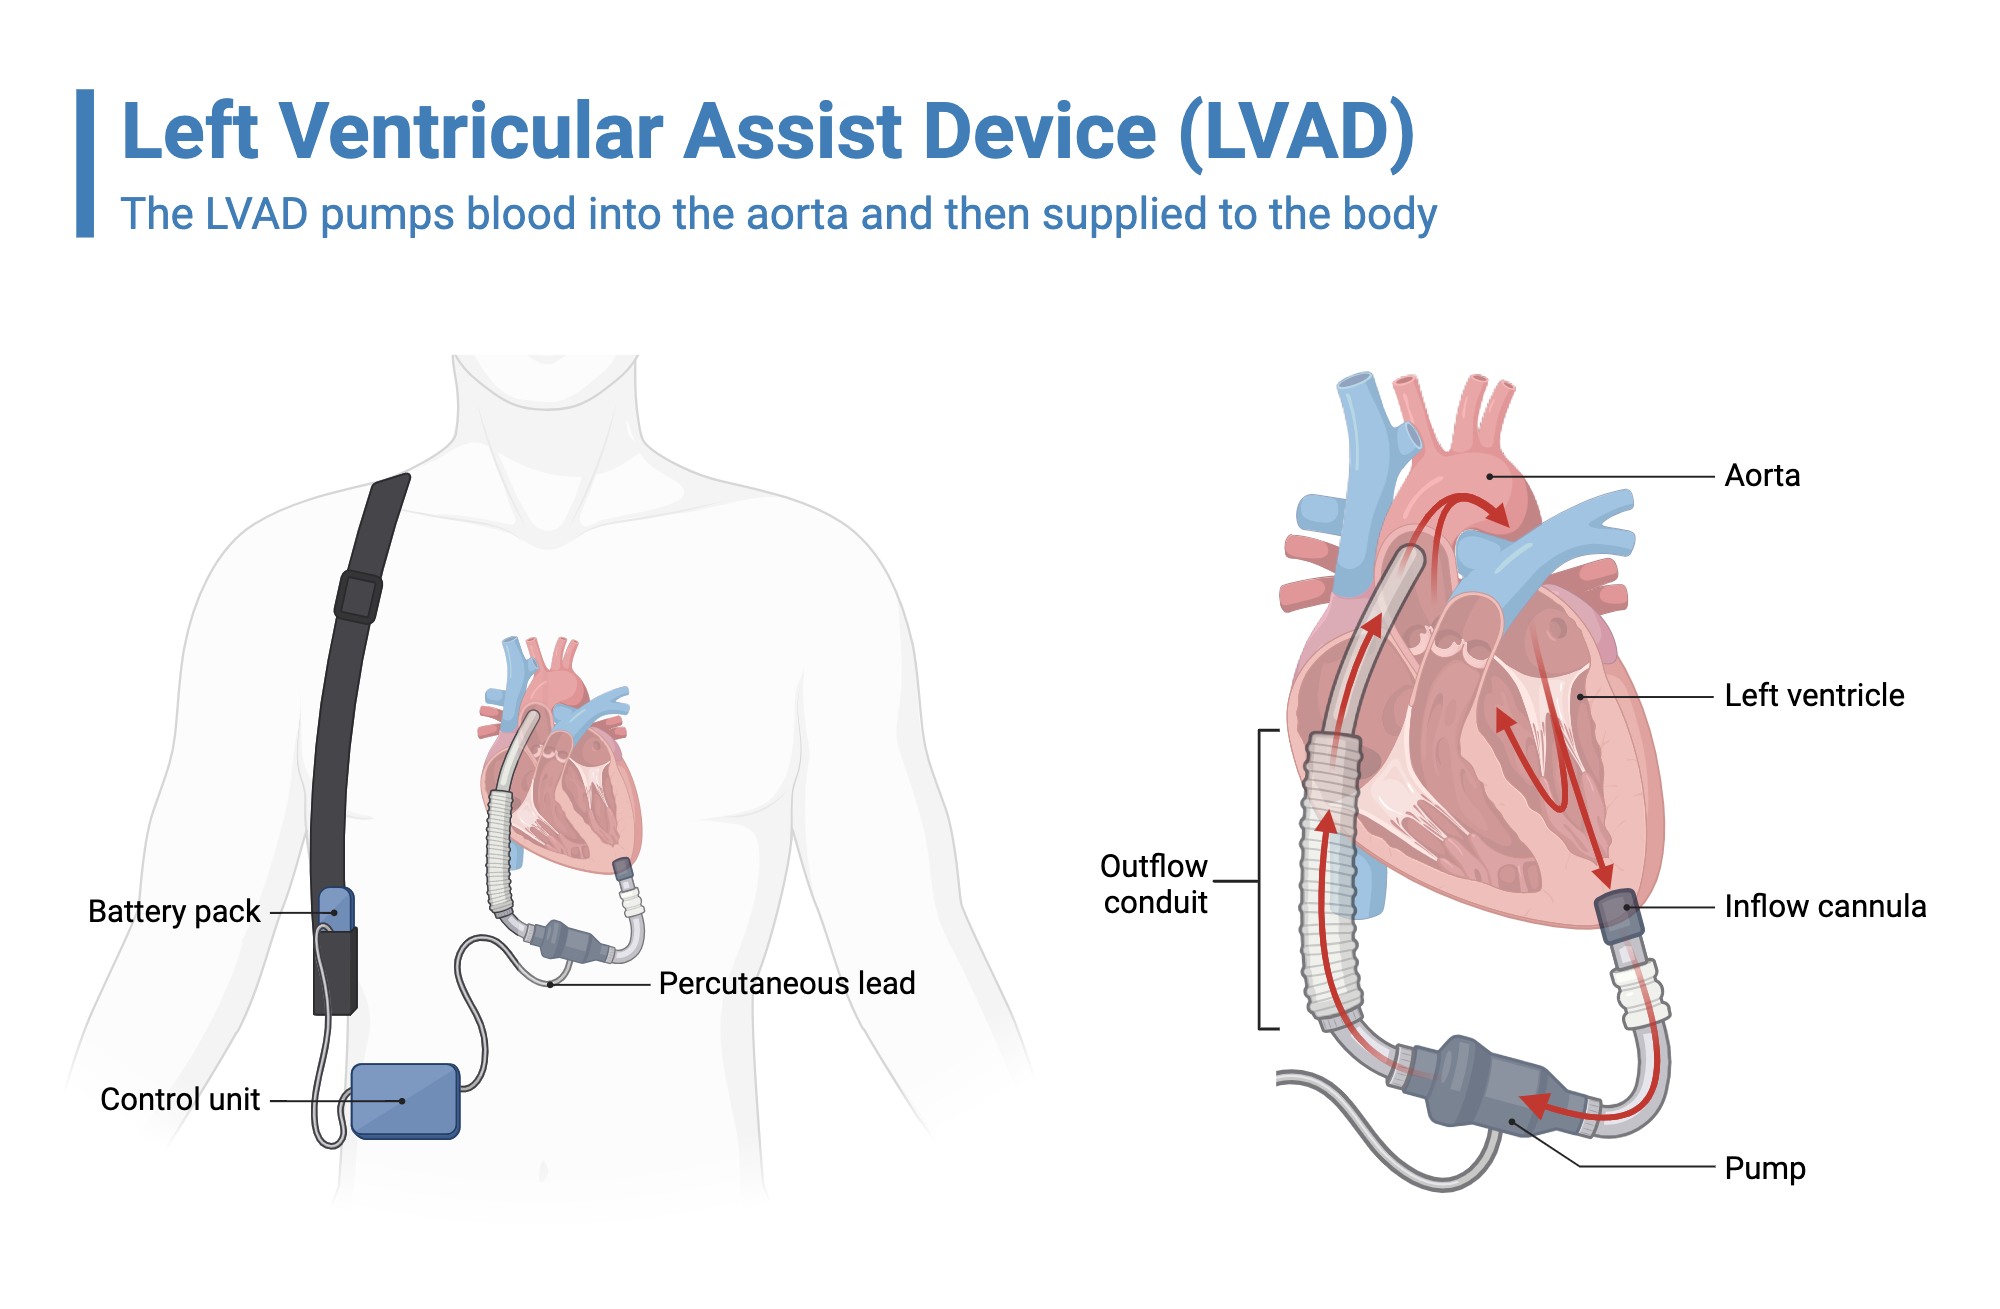 Left Ventricular Assist Device (LVAD)
The LVAD pumps blood into the aorta and then supplied to the body
Battery pack
Percutaneous lead
Control unit
Aorta
Left ventricle
Outflow
conduit
Inflow cannula
Pump